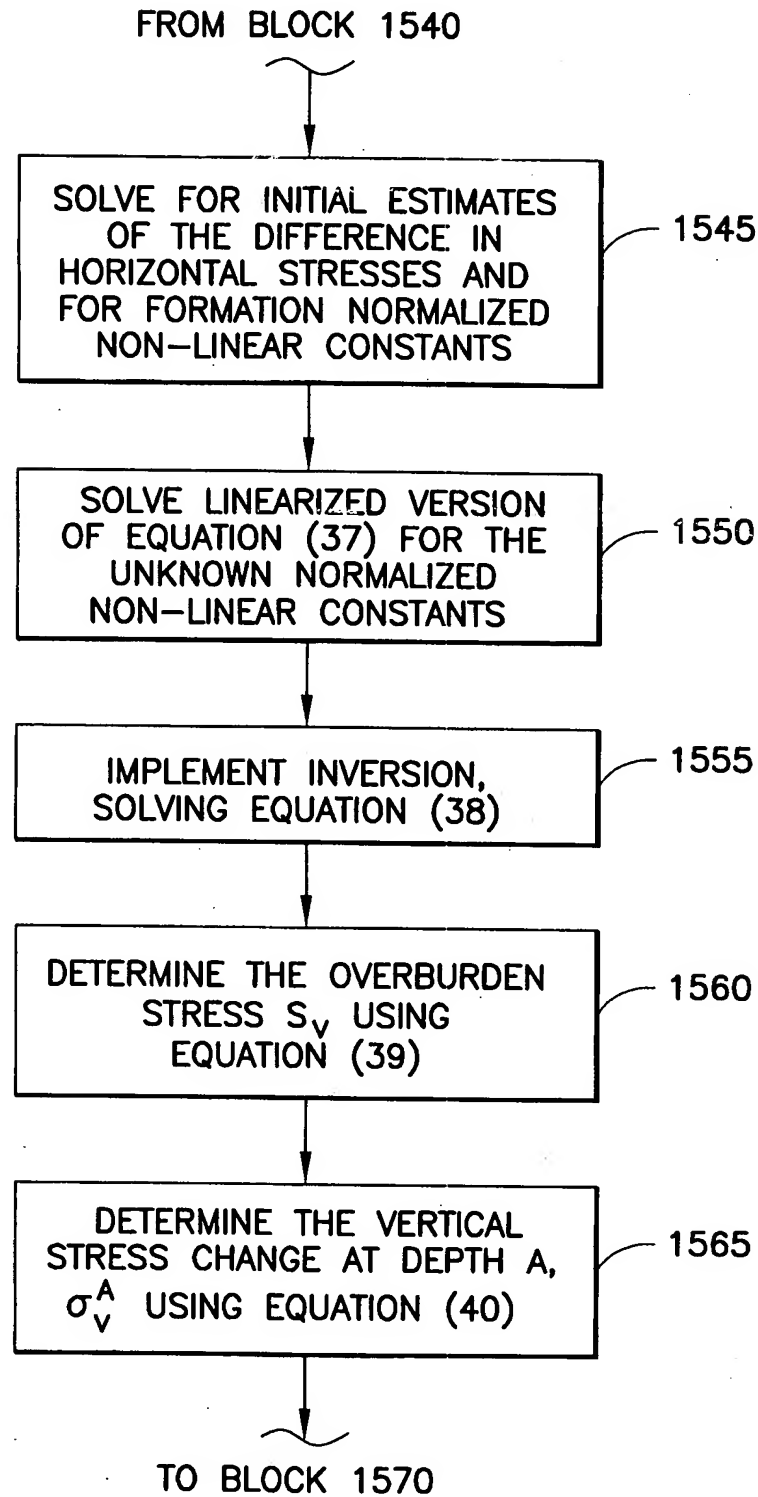 FROM BLOCK 1540
SOLVE FOR INITIAL ESTIMATES
OF THE DIFFERENCE IN
HORIZONTAL STRESSES AND
FOR FORMATION NORMALIZED
NON-LINEAR CONSTANTS
1545
SOLVE LINEARIZED VERSION
OF EQUATION (37) FOR THE
UNKNOWN NORMALIZED
NON-LINEAR CONSTANTS
1550
IMPLEMENT INVERSION,
SOLVING EQUATION (38)
1555
DETERMINE THE OVERBURDEN
STRESS Sᵥ USING
EQUATION (39)
1560
DETERMINE THE VERTICAL
STRESS CHANGE AT DEPTH A,
σᵥᴬ USING EQUATION (40)
1565
TO BLOCK 1570